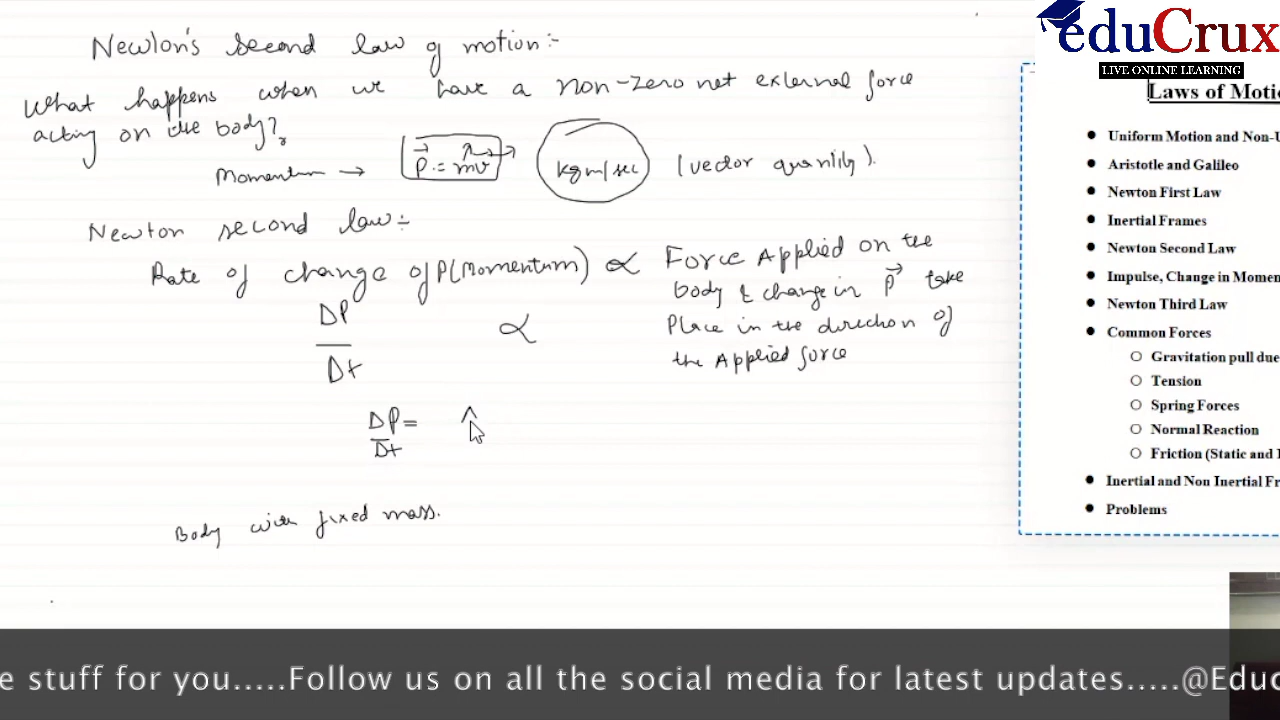 Newton's second law of motion :-
What happens when we have a non-zero net external force
acting on the body?
Momentum → P⃗ = mv⃗ kgm/sec (vector quantity).
Newton second law :-
Rate of change of P(Momentum) ∝ Force Applied on the
body & change in P⃗ take
Place in the direction of
the Applied force
ΔP
Δt
∝
ΔP =
Δt
Body with fixed mass.
eduCrux
LIVE ONLINE LEARNING
Laws of Motio
Uniform Motion and Non-U
Aristotle and Galileo
Newton First Law
Inertial Frames
Newton Second Law
Impulse, Change in Momen
Newton Third Law
Common Forces
Gravitation pull due
Tension
Spring Forces
Normal Reaction
Friction (Static and
Inertial and Non Inertial Fr
Problems
e stuff for you.....Follow us on all the social media for latest updates.....@Educ